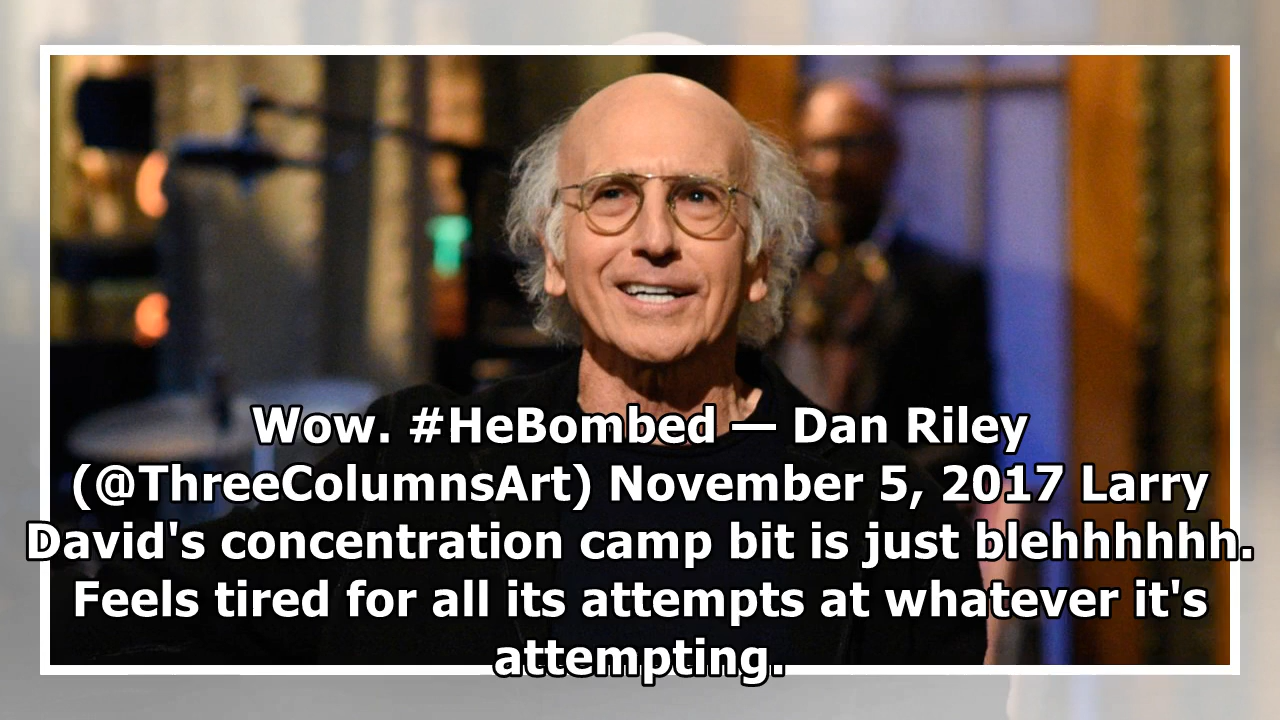 Wow. #HeBombed — Dan Riley
(@ThreeColumnsArt) November 5, 2017 Larry
David's concentration camp bit is just blehhhhhhh.
Feels tired for all its attempts at whatever it's
attempting.